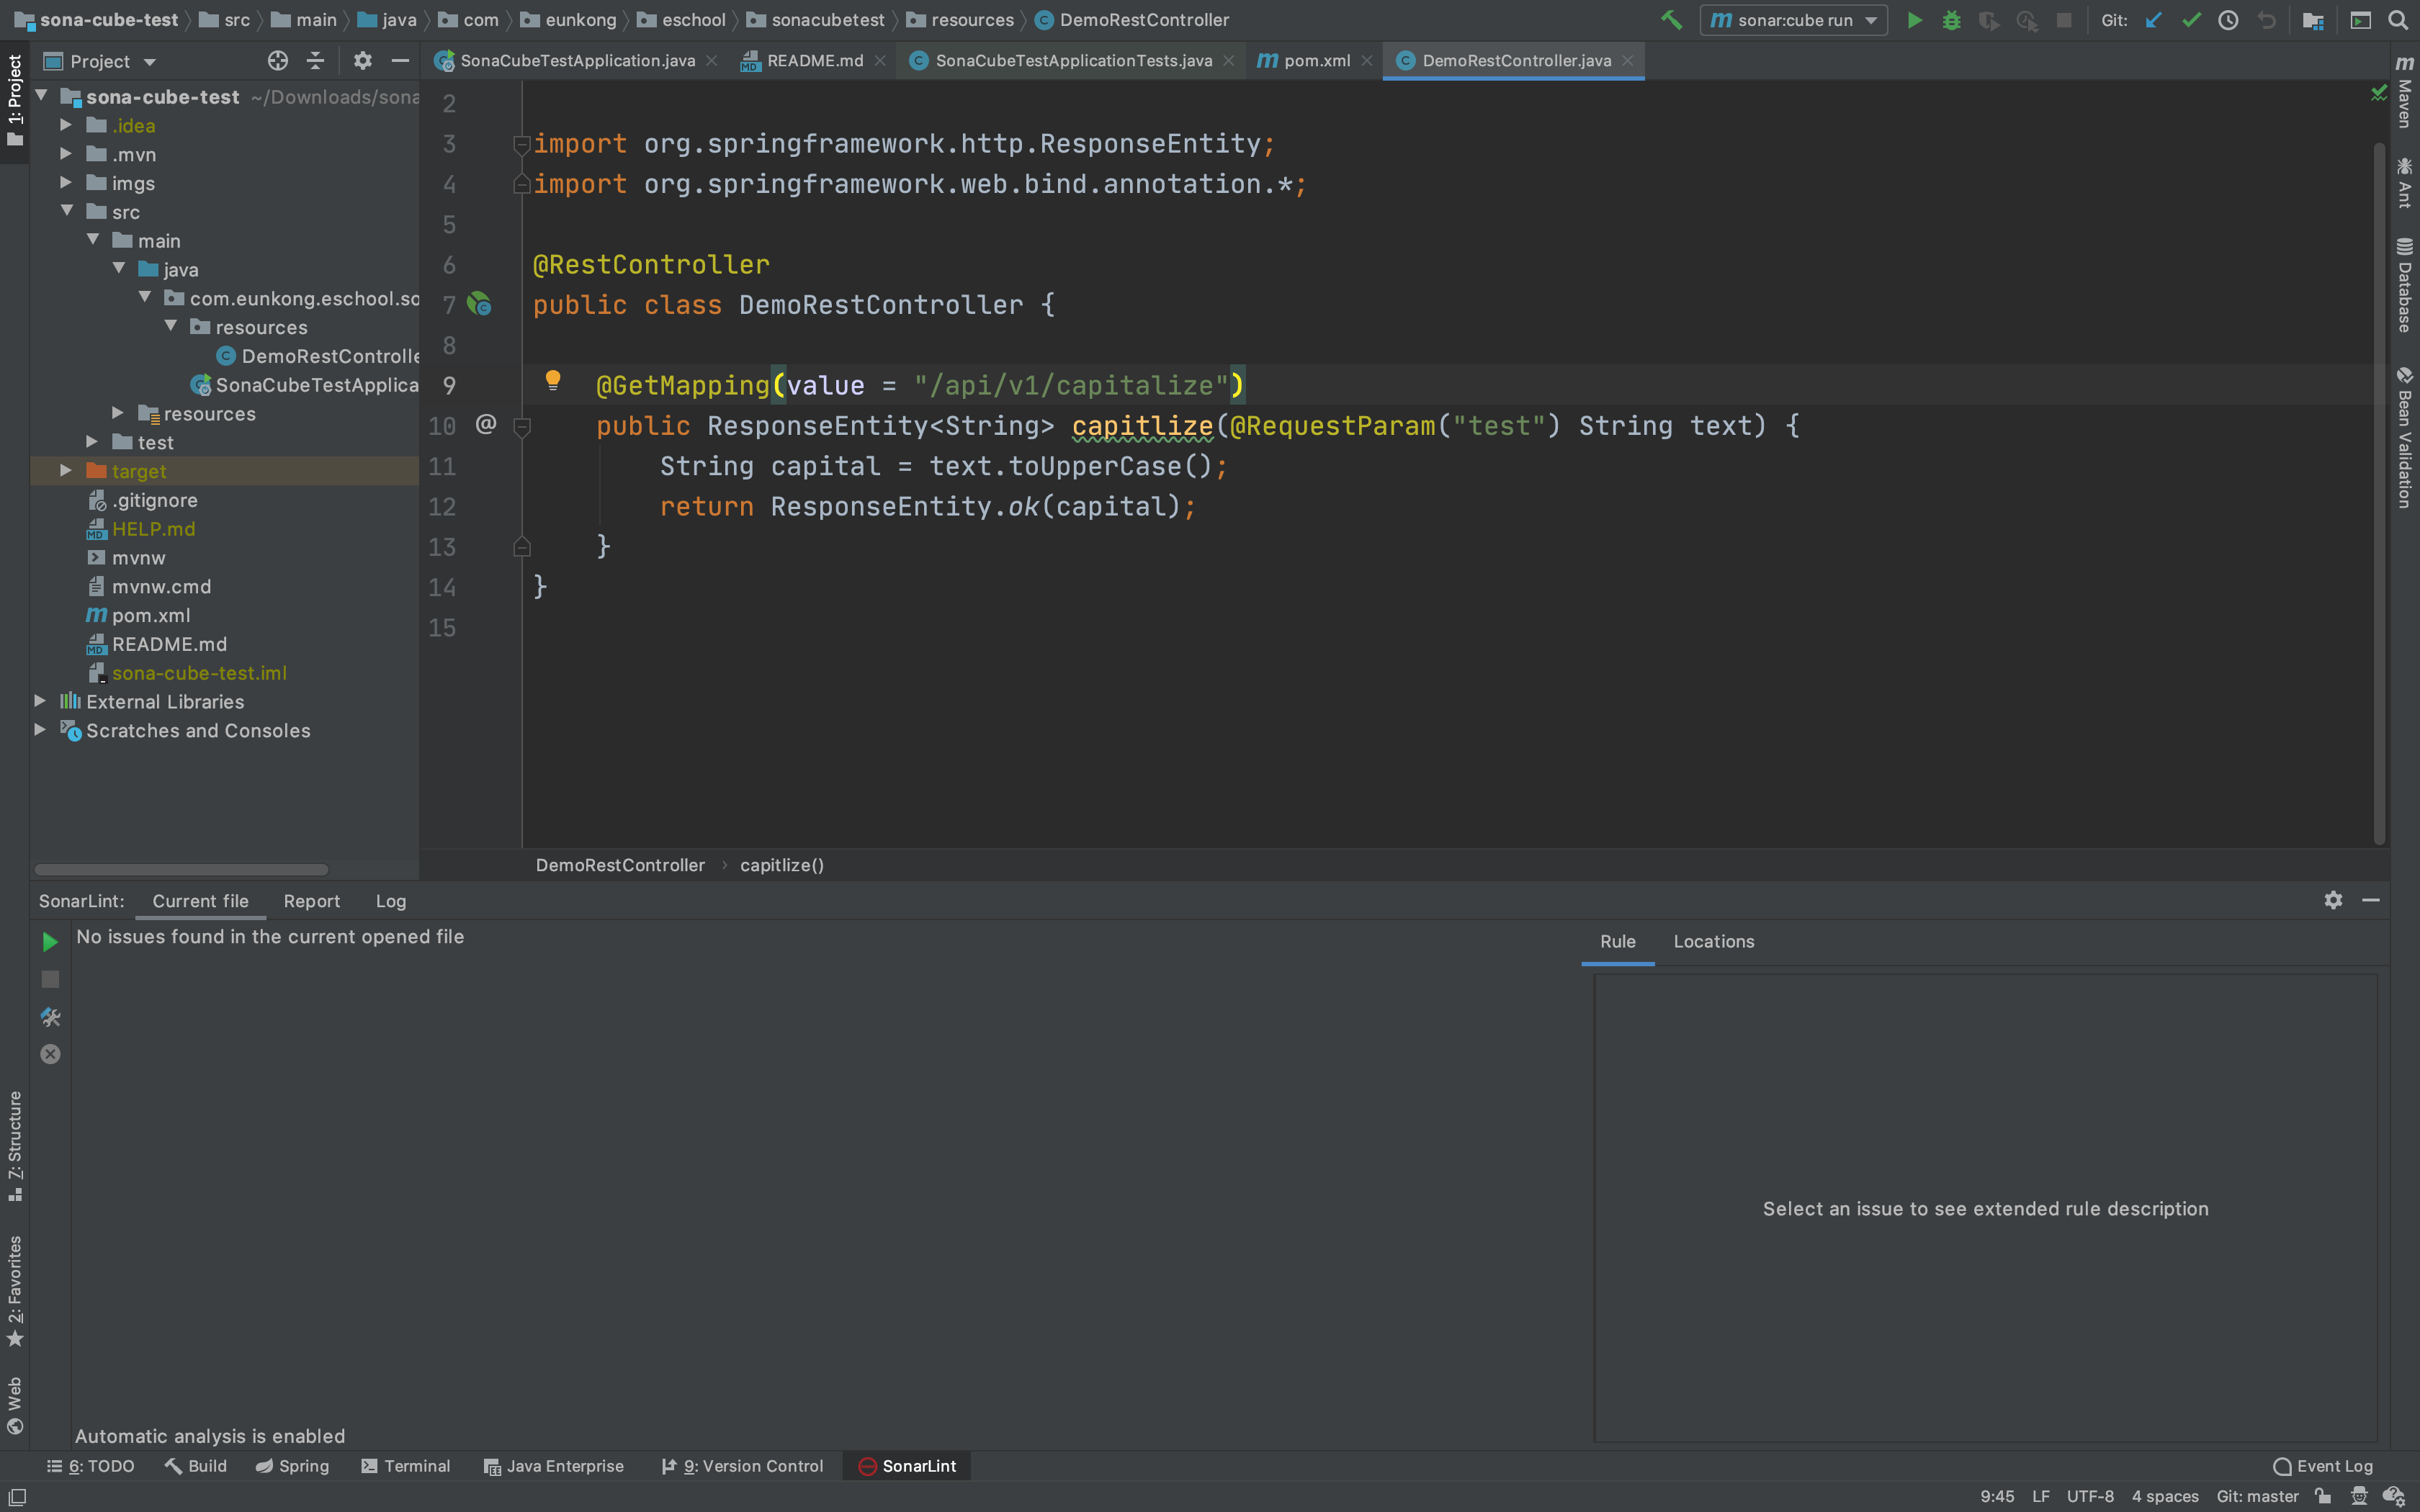 sona-cube-test src main java com eunkong eschool sonacubetest resources DemoRestController
sonar:cube run
Git:
1: Project
Project
SonaCubeTestApplication.java
README.md
SonaCubeTestApplicationTests.java
pom.xml
DemoRestController.java
sona-cube-test ~/Downloads/sona
.idea
.mvn
imgs
src
main
java
com.eunkong.eschool.so
resources
DemoRestControlle
SonaCubeTestApplica
resources
test
target
.gitignore
HELP.md
mvnw
mvnw.cmd
pom.xml
README.md
sona-cube-test.iml
External Libraries
Scratches and Consoles
2
3 import org.springframework.http.ResponseEntity;
4 import org.springframework.web.bind.annotation.*;
5
6 @RestController
7 public class DemoRestController {
8
9 @GetMapping(value = "/api/v1/capitalize")
10 public ResponseEntity<String> capitlize(@RequestParam("test") String text) {
11 String capital = text.toUpperCase();
12 return ResponseEntity.ok(capital);
13 }
14 }
15
DemoRestController › capitlize()
Maven
Ant
Database
Bean Validation
SonarLint: Current file Report Log
No issues found in the current opened file
Rule Locations
Select an issue to see extended rule description
Automatic analysis is enabled
7: Structure
2: Favorites
Web
6: TODO Build Spring Terminal Java Enterprise 9: Version Control SonarLint Event Log
9:45 LF UTF-8 4 spaces Git: master